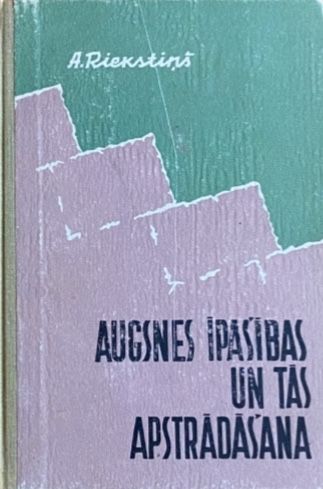 A. Riekstiņš
AUGSNES ĪPAŠĪBAS
UN TĀS
APSTRĀDĀŠANA